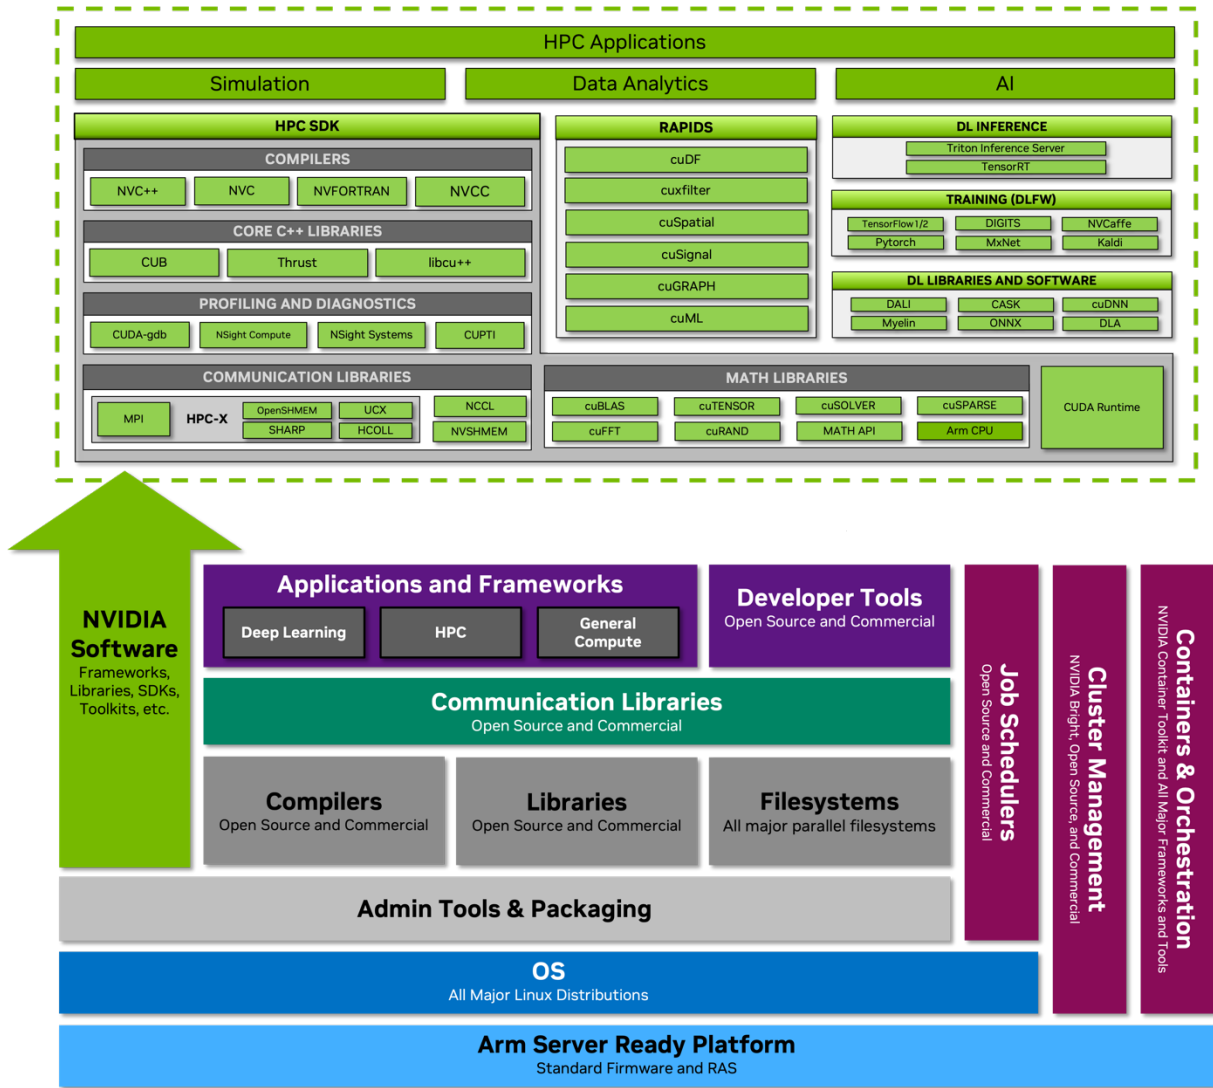 HPC Applications
Simulation
Data Analytics
AI
HPC SDK
COMPILERS
NVC++
NVC
NVFORTRAN
NVCC
CORE C++ LIBRARIES
CUB
Thrust
libcu++
PROFILING AND DIAGNOSTICS
CUDA-gdb
NSight Compute
NSight Systems
CUPTI
COMMUNICATION LIBRARIES
MPI
HPC-X
OpenSHMEM
UCX
SHARP
HCOLL
NCCL
NVSHMEM
RAPIDS
cuDF
cuxfilter
cuSpatial
cuSignal
cuGRAPH
cuML
DL INFERENCE
Triton Inference Server
TensorRT
TRAINING (DLFW)
TensorFlow1/2
DIGITS
NVCaffe
Pytorch
MxNet
Kaldi
DL LIBRARIES AND SOFTWARE
DALI
CASK
cuDNN
Myelin
ONNX
DLA
MATH LIBRARIES
cuBLAS
cuTENSOR
cuSOLVER
cuSPARSE
cuFFT
cuRAND
MATH API
Arm CPU
CUDA Runtime
NVIDIA
Software
Frameworks,
Libraries, SDKs,
Toolkits, etc.
Applications and Frameworks
Deep Learning
HPC
General
Compute
Developer Tools
Open Source and Commercial
Communication Libraries
Open Source and Commercial
Compilers
Open Source and Commercial
Libraries
Open Source and Commercial
Filesystems
All major parallel filesystems
Job Schedulers
Open Source and Commercial
Cluster Management
NVIDIA Bright, Open Source, and Commercial
Containers & Orchestration
NVIDIA Container Toolkit and All Major Frameworks and Tools
Admin Tools & Packaging
OS
All Major Linux Distributions
Arm Server Ready Platform
Standard Firmware and RAS